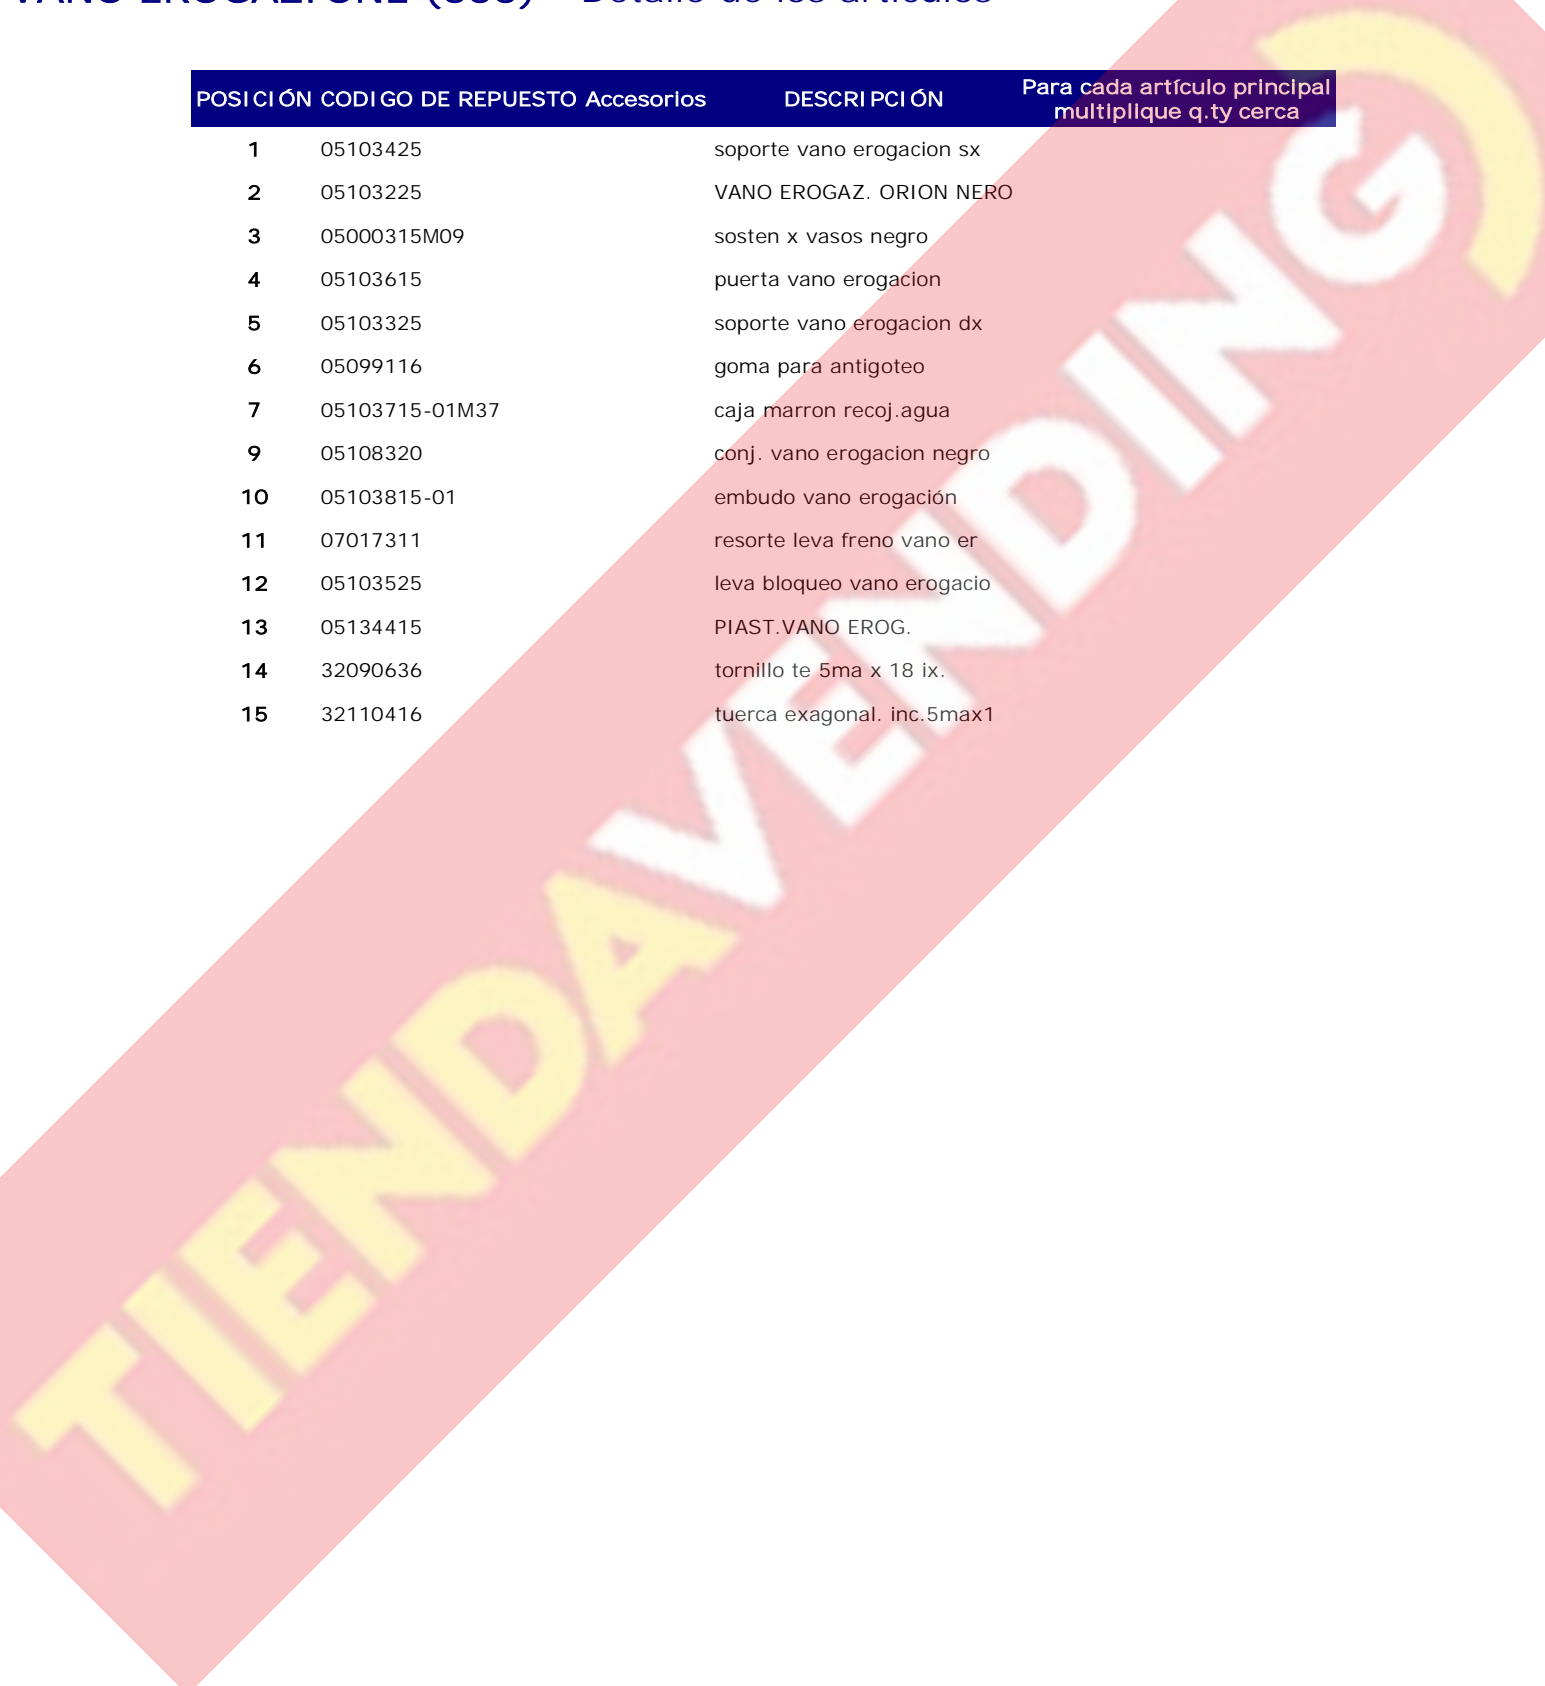 POSICIÓN CODIGO DE REPUESTO Accesorios DESCRIPCIÓN Para cada artículo principal multiplique q.ty cerca
1 05103425 soporte vano erogacion sx
2 05103225 VANO EROGAZ. ORION NERO
3 05000315M09 sosten x vasos negro
4 05103615 puerta vano erogacion
5 05103325 soporte vano erogacion dx
6 05099116 goma para antigoteo
7 05103715-01M37 caja marron recoj.agua
9 05108320 conj. vano erogacion negro
10 05103815-01 embudo vano erogación
11 07017311 resorte leva freno vano er
12 05103525 leva bloqueo vano erogacio
13 05134415 PIAST.VANO EROG.
14 32090636 tornillo te 5ma x 18 ix.
15 32110416 tuerca exagonal. inc.5max1
TIENDAVENDING